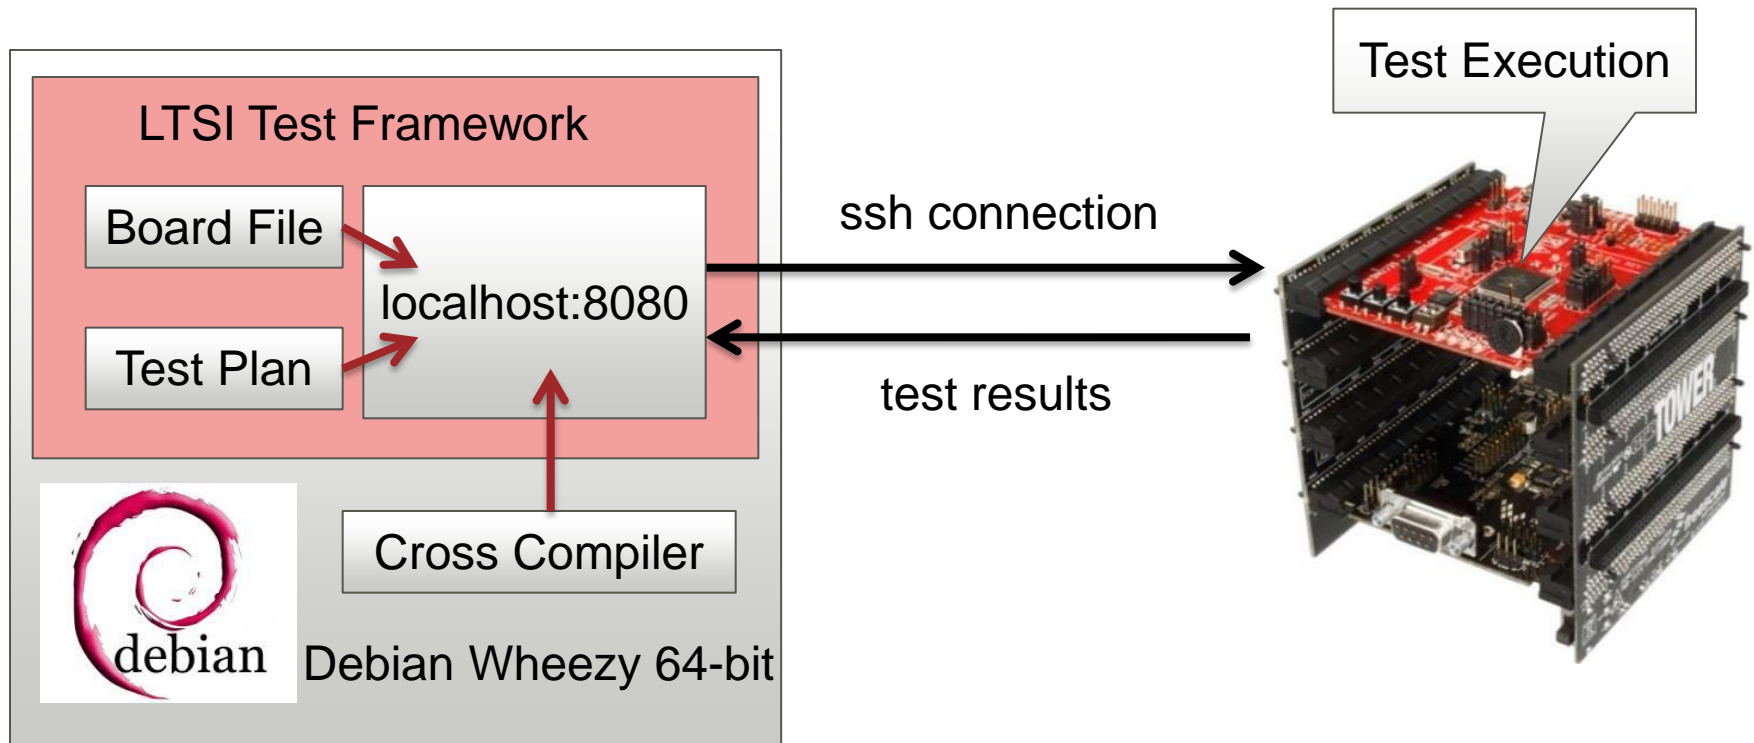 Test Execution
LTSI Test Framework
Board File
localhost:8080
Test Plan
ssh connection
test results
Cross Compiler
debian
Debian Wheezy 64-bit
TOWER